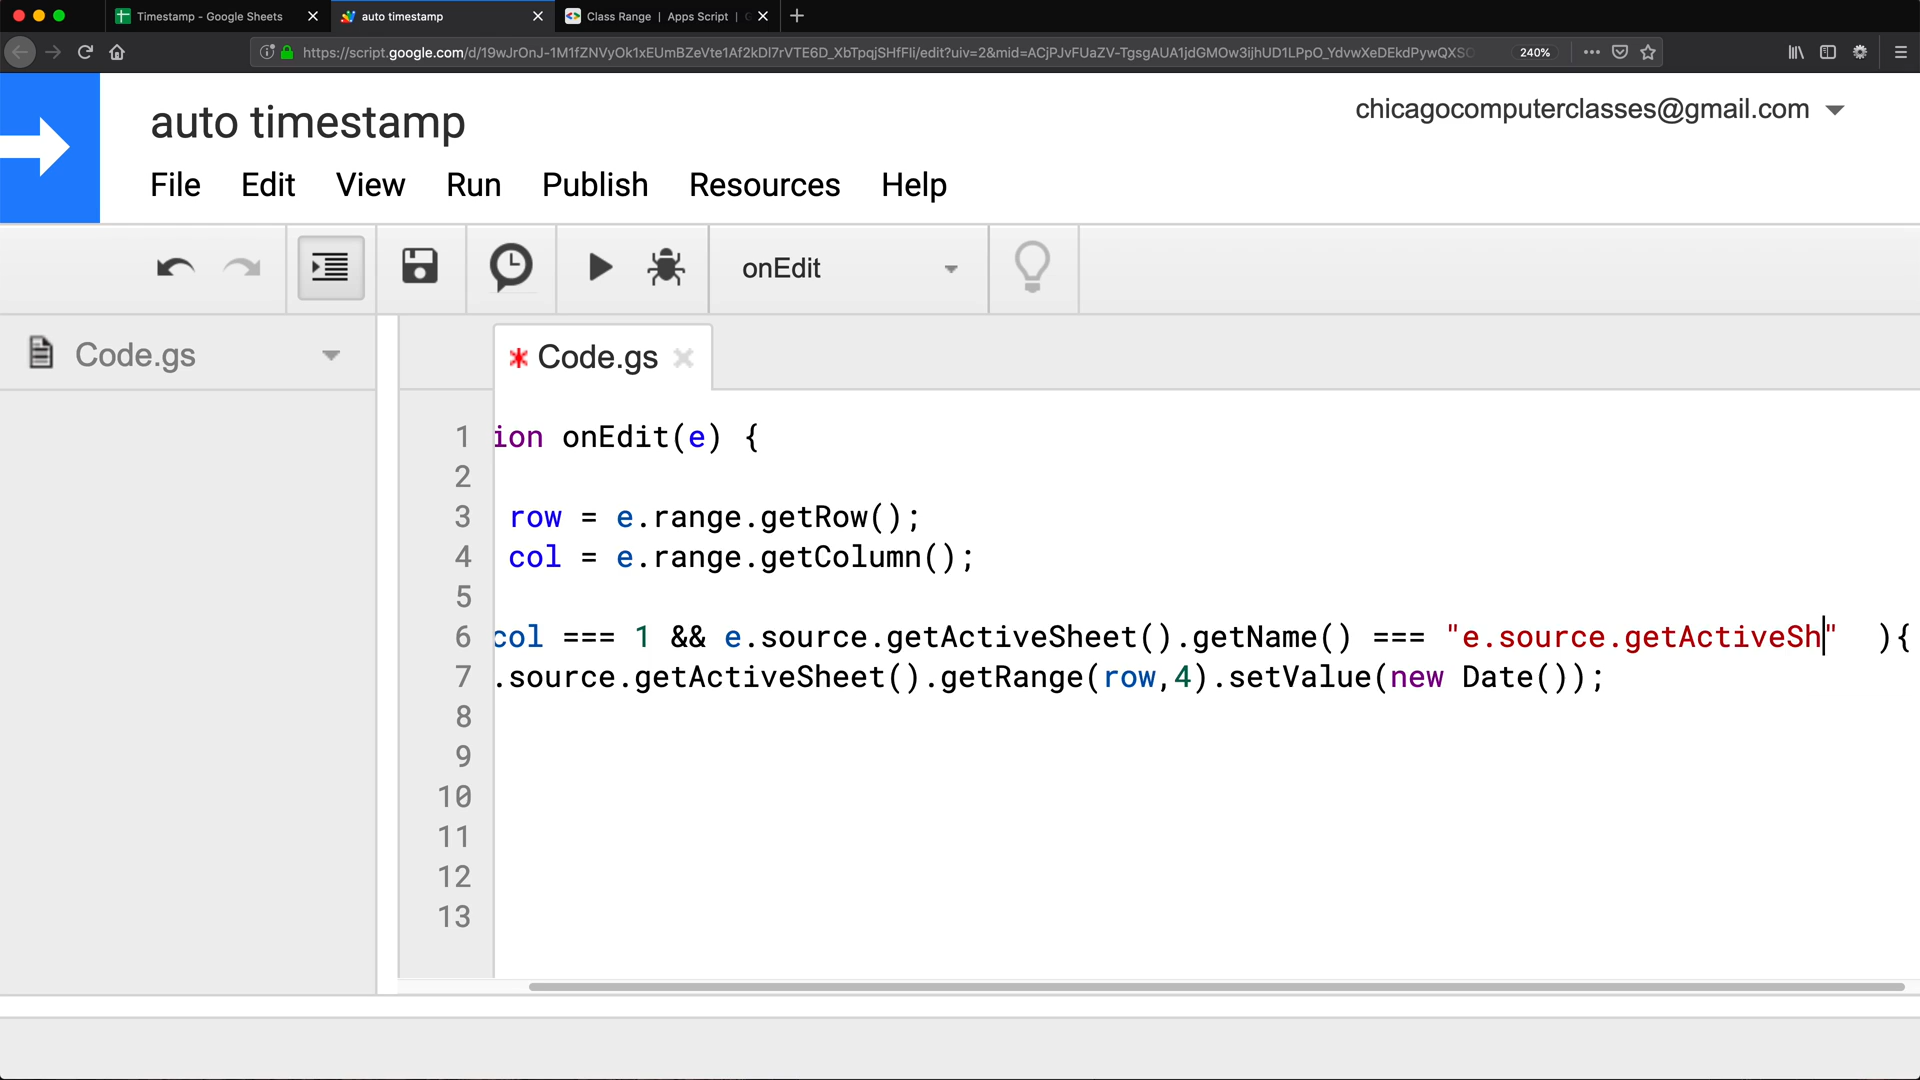 Timestamp - Google Sheets
auto timestamp
Class Range | Apps Script |
https://script.google.com/d/19wJrOnJ-1M1fZNVyOk1xEUmBZeVte1Af2kDl7rVTE6D_XbTpqjSHfFIi/edit?uiv=2&mid=ACjPJvFUaZV-TgsgAUA1jdGMOw3ijhUD1LPpO_YdvwXeDEkdPywQXSC
240%
auto timestamp
chicagocomputerclasses@gmail.com
File Edit View Run Publish Resources Help
onEdit
Code.gs
* Code.gs
1 ion onEdit(e) {
2
3 row = e.range.getRow();
4 col = e.range.getColumn();
5
6 col === 1 && e.source.getActiveSheet().getName() === "e.source.getActiveSh" ){
7 .source.getActiveSheet().getRange(row,4).setValue(new Date());
8
9
10
11
12
13